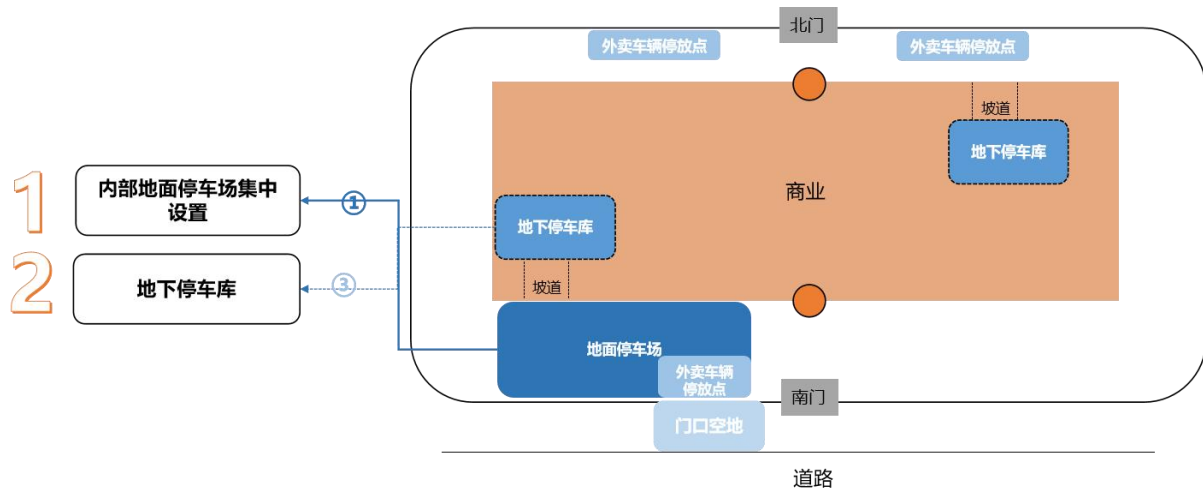 北门
外卖车辆停放点
外卖车辆停放点
坡道
地下停车库
1
内部地面停车场集中
设置
①
商业
地下停车库
2
地下停车库
③
坡道
地面停车场
外卖车辆
停放点
南门
门口空地
道路